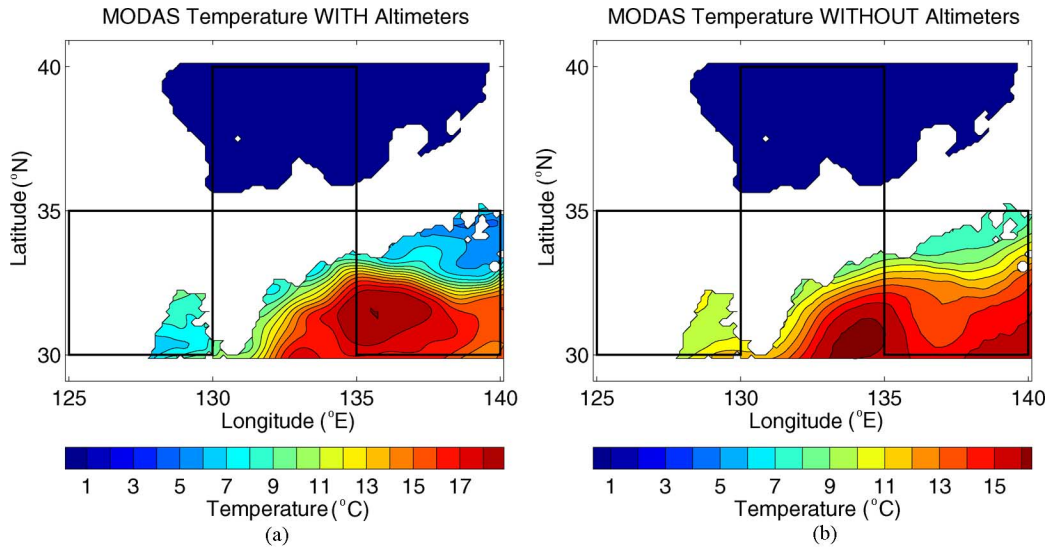 MODAS Temperature WITH Altimeters
40
35
30
Latitude (°N)
125 130 135 140
Longitude (°E)
1 3 5 7 9 11 13 15 17
Temperature (°C)
(a)
MODAS Temperature WITHOUT Altimeters
40
35
30
Latitude (°N)
125 130 135 140
Longitude (°E)
1 3 5 7 9 11 13 15
Temperature (°C)
(b)